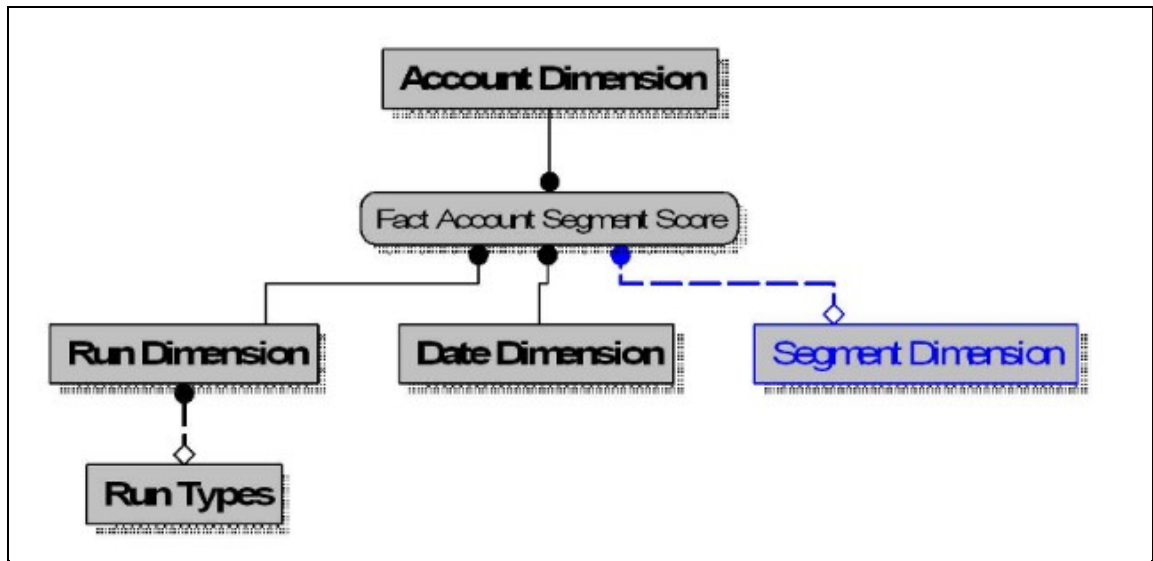 Account Dimension
Fact Account Segment Score
Run Dimension
Date Dimension
Segment Dimension
Run Types